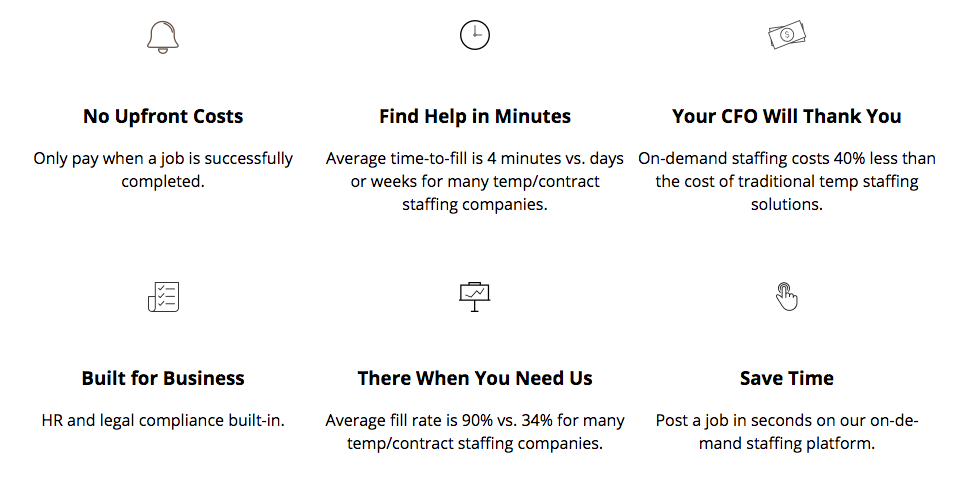 No Upfront Costs
Only pay when a job is successfully
completed.
Find Help in Minutes
Average time-to-fill is 4 minutes vs. days
or weeks for many temp/contract
staffing companies.
$
Your CFO Will Thank You
On-demand staffing costs 40% less than
the cost of traditional temp staffing
solutions.
Built for Business
HR and legal compliance built-in.
There When You Need Us
Average fill rate is 90% vs. 34% for many
temp/contract staffing companies.
Save Time
Post a job in seconds on our on-de-
mand staffing platform.